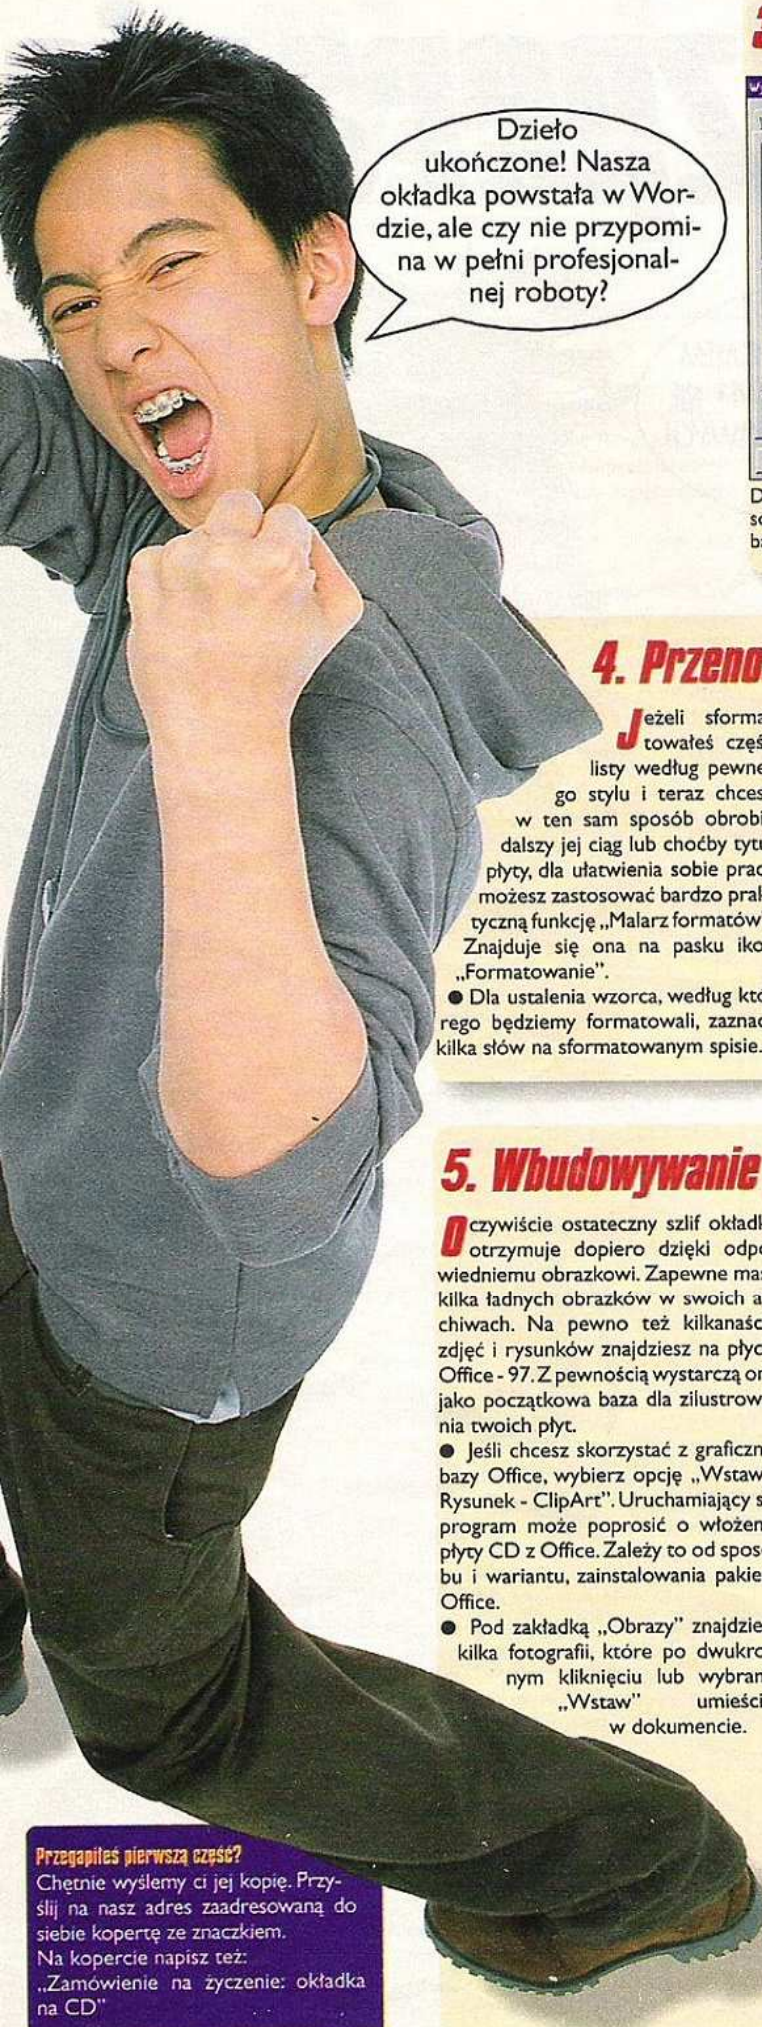 Dzieło
ukończone! Nasza
okładka powstała w Wor-
dzie, ale czy nie przypomi-
na w pełni profesjonal-
nej roboty?
4. Przeno
Jeżeli sforma
towałeś częś
listy według pewne
go stylu i teraz chces
w ten sam sposób obrobi
dalszy jej ciąg lub choćby tytu
płyty, dla ułatwienia sobie prac
możesz zastosować bardzo prak
tyczną funkcję „Malarz formatów
Znajduje się ona na pasku iko
„Formatowanie”.
● Dla ustalenia wzorca, według któ
rego będziemy formatowali, zaznac
kilka słów na sformatowanym spisie.
5. Wbudowywanie
Oczywiście ostateczny szlif okładk
otrzymuje dopiero dzięki odpo
wiedniemu obrazkowi. Zapewne mas
kilka ładnych obrazków w swoich a
chiwach. Na pewno też kilkanaśc
zdjęć i rysunków znajdziesz na płyc
Office - 97. Z pewnością wystarczą on
jako początkowa baza dla zilustrow
nia twoich płyt.
● Jeśli chcesz skorzystać z graficzn
bazy Office, wybierz opcję „Wstaw
Rysunek - ClipArt”. Uruchamiający s
program może poprosić o włożen
płyty CD z Office. Zależy to od spos
bu i wariantu, zainstalowania pakie
Office.
● Pod zakładką „Obrazy” znajdzie
kilka fotografii, które po dwukro
nym kliknięciu lub wybran
„Wstaw” umieści
w dokumencie.
Przegapiłeś pierwszą część?
Chętnie wyślemy ci jej kopię. Przy-
ślij na nasz adres zaadresowaną do
siebie kopertę ze znaczkiem.
Na kopercie napisz też:
„Zamówienie na życzenie: okładka
na CD”